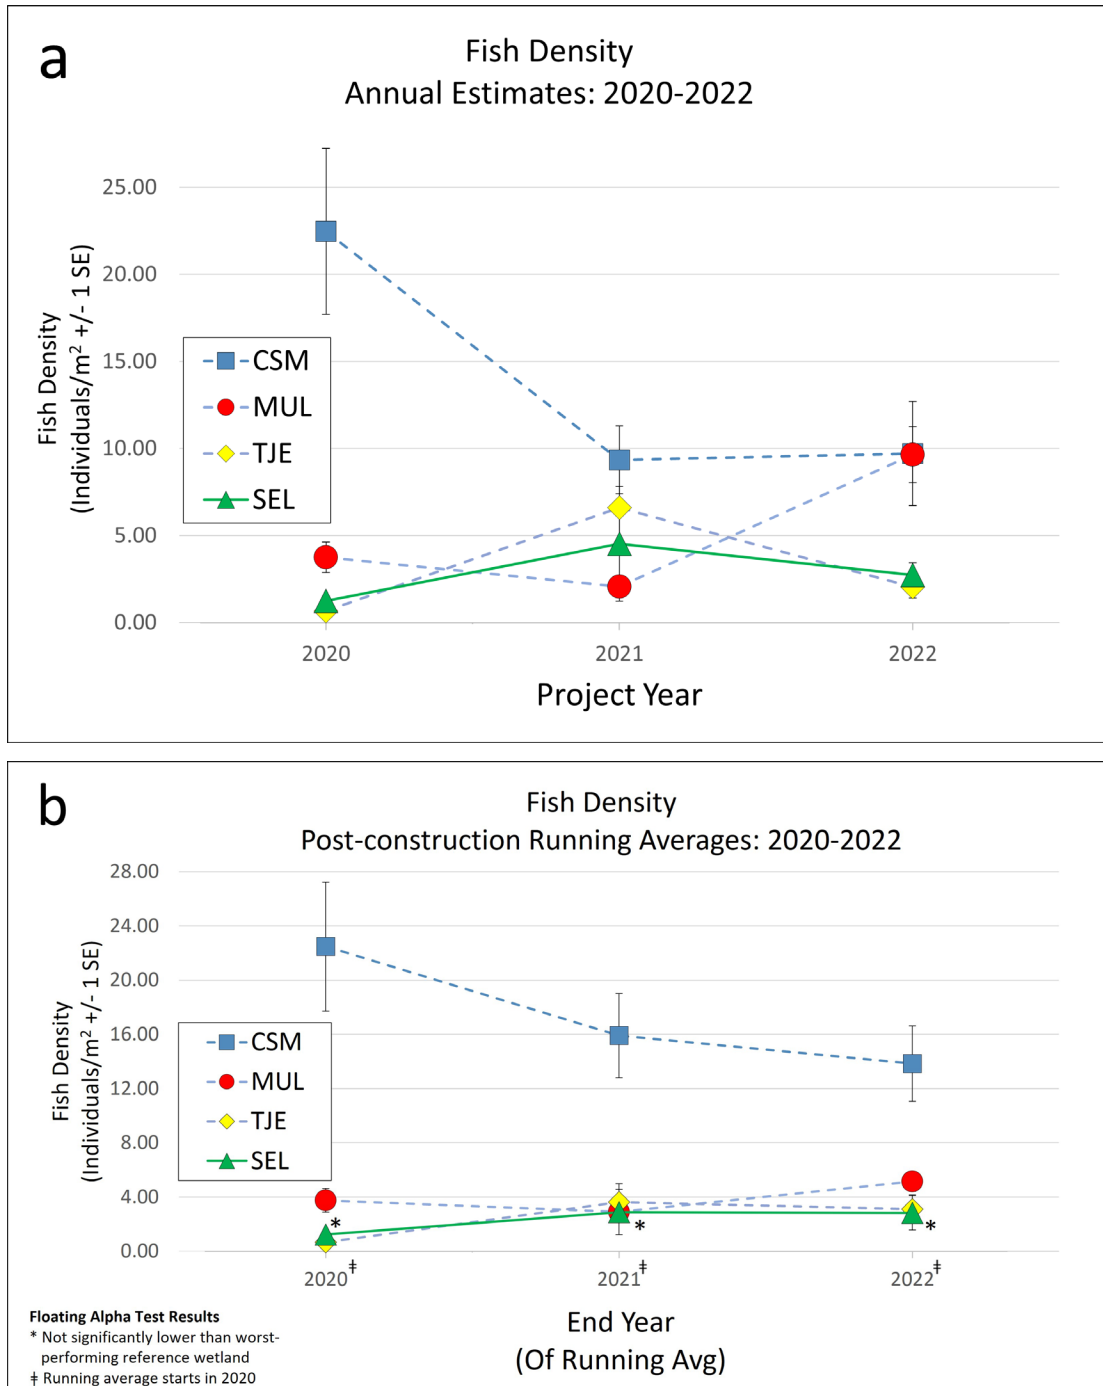 a
Fish Density
Annual Estimates: 2020-2022
25.00
20.00
15.00
10.00
5.00
0.00
Fish Density
(Individuals/m² +/- 1 SE)
CSM
MUL
TJE
SEL
2020
2021
2022
Project Year
b
Fish Density
Post-construction Running Averages: 2020-2022
28.00
24.00
20.00
16.00
12.00
8.00
4.00
0.00
Fish Density
(Individuals/m² +/- 1 SE)
CSM
MUL
TJE
SEL
*
*
*
2020ǂ
2021ǂ
2022ǂ
End Year
(Of Running Avg)
Floating Alpha Test Results
* Not significantly lower than worst-
performing reference wetland
ǂ Running average starts in 2020